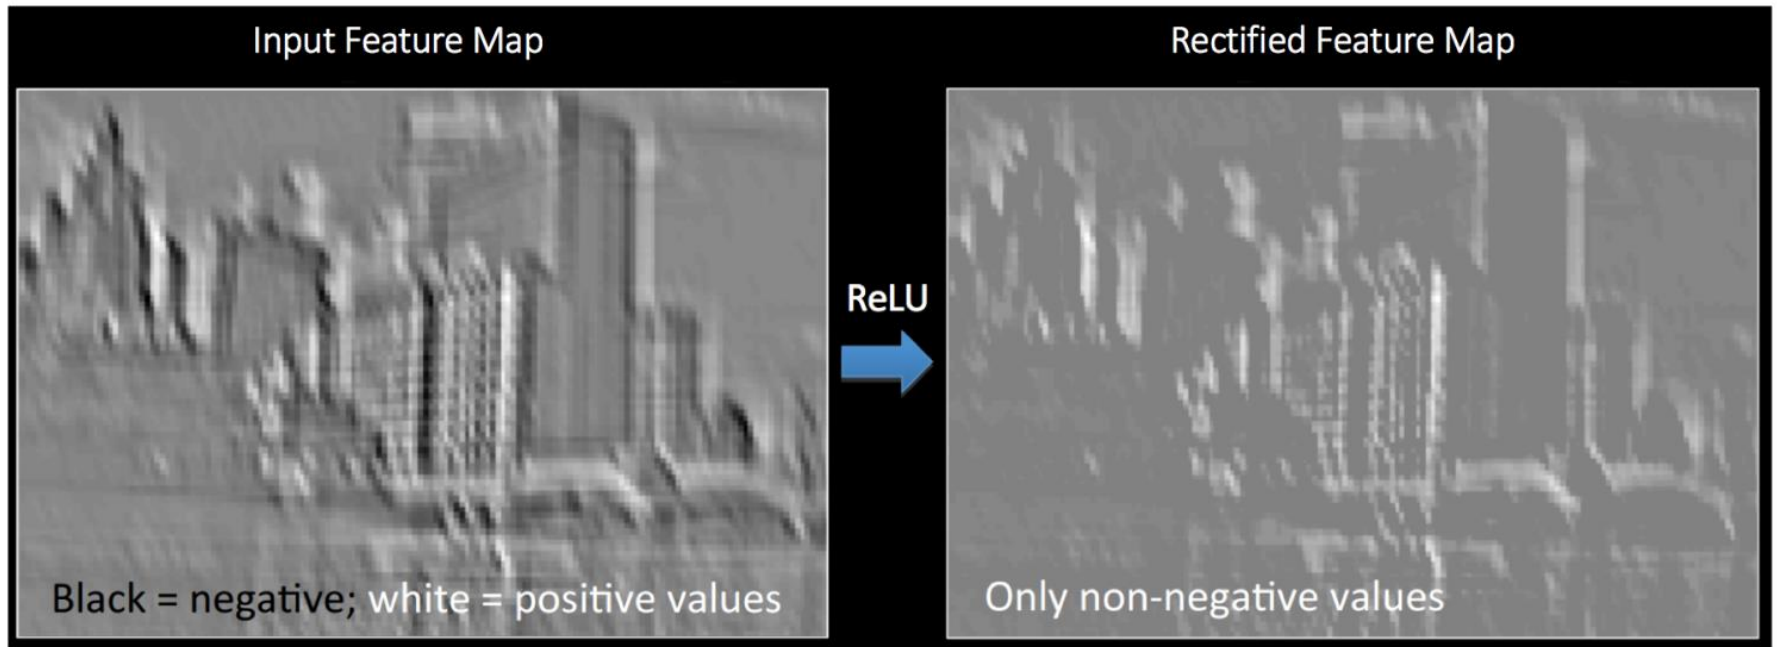 Input Feature Map
Rectified Feature Map
ReLU
Black = negative; white = positive values
Only non-negative values